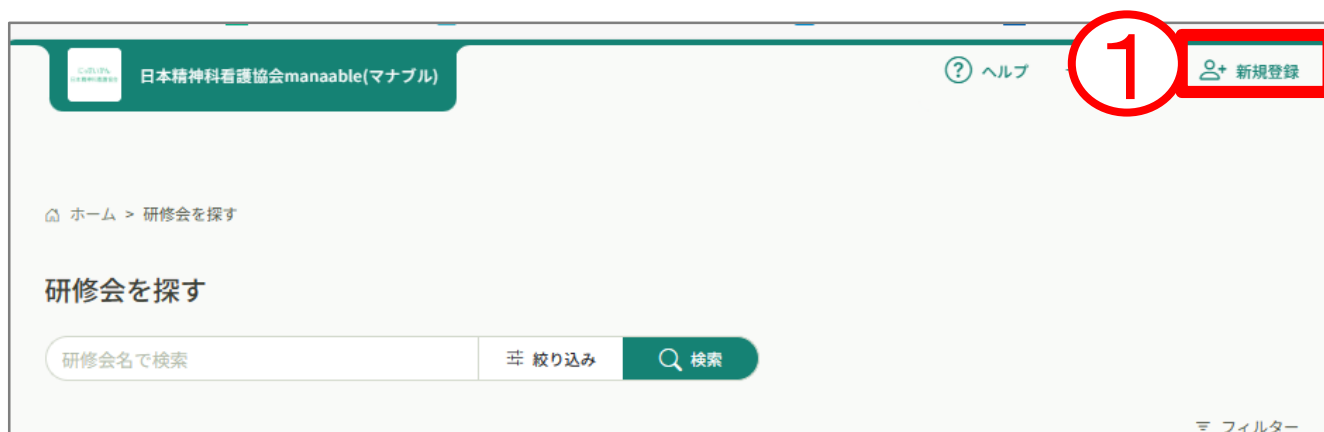 日本精神科看護協会manaable(マナブル)
ヘルプ
①
新規登録
ホーム > 研修会を探す
研修会を探す
研修会名で検索
絞り込み
検索
フィルター